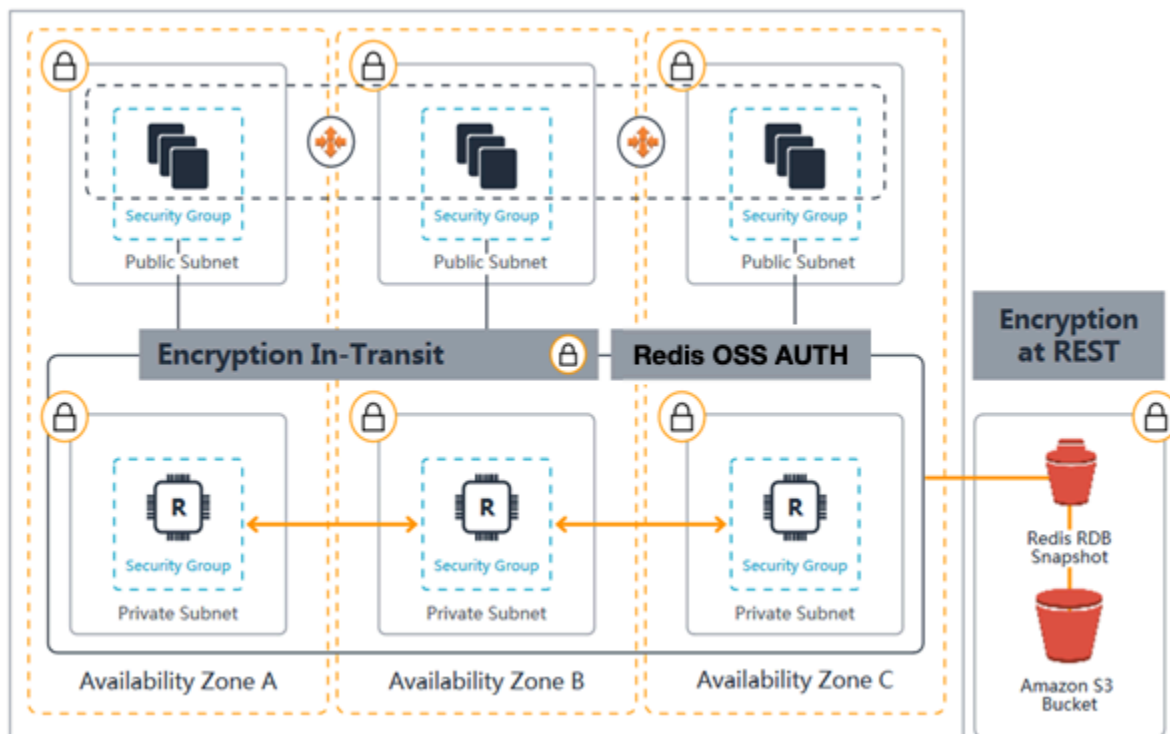 Security Group
Security Group
Security Group
Public Subnet
Public Subnet
Public Subnet
Encryption In-Transit
Redis OSS AUTH
Encryption
at REST
R
R
R
Security Group
Security Group
Security Group
Private Subnet
Private Subnet
Private Subnet
Redis RDB
Snapshot
Availability Zone A
Availability Zone B
Availability Zone C
Amazon S3
Bucket